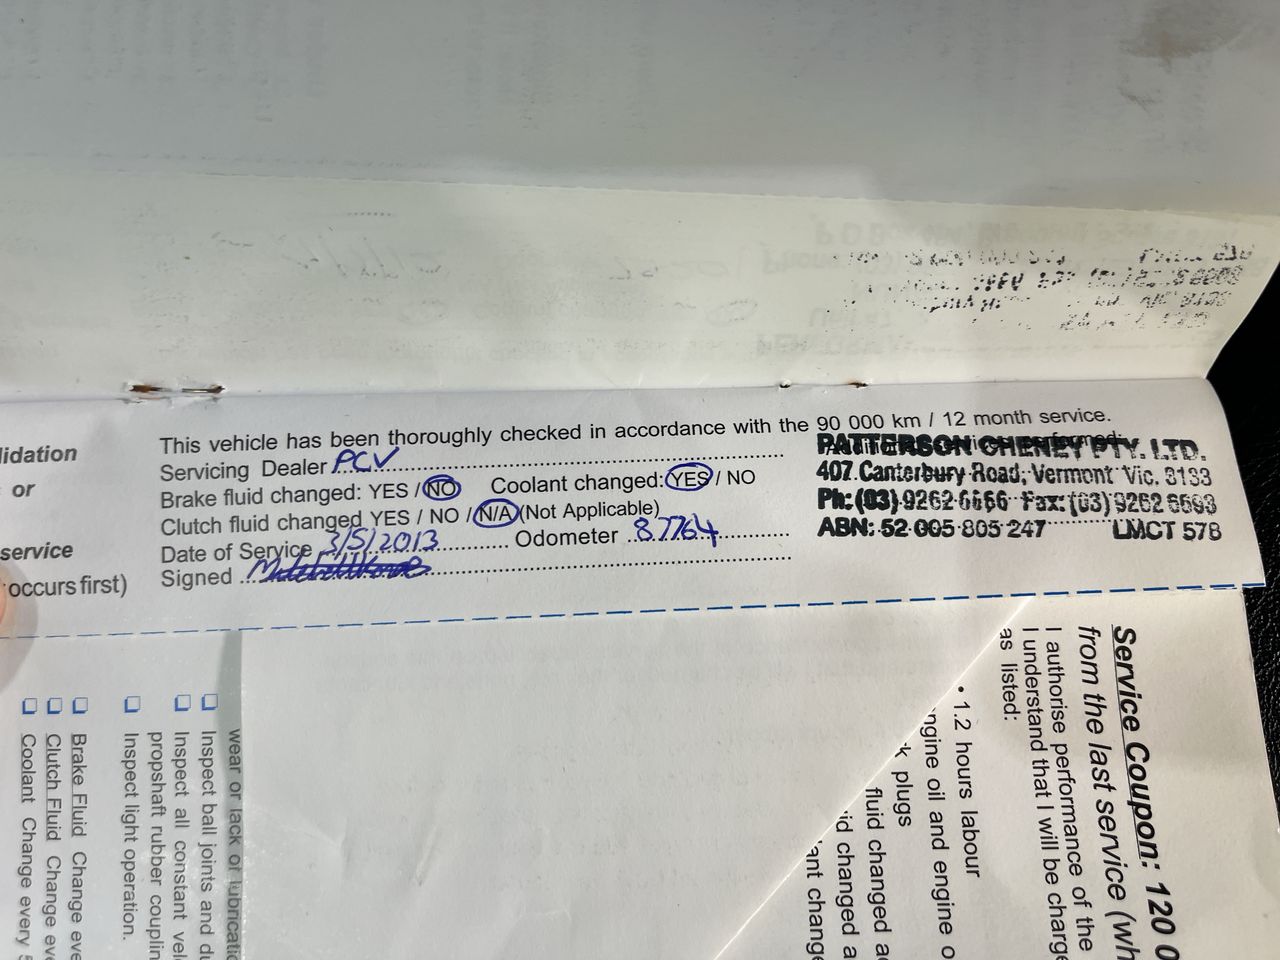 lidation
or
service
occurs first)
This vehicle has been thoroughly checked in accordance with the 90 000 km / 12 month service.
Servicing Dealer PCV
Brake fluid changed: YES / NO Coolant changed: YES / NO
Clutch fluid changed YES / NO / N/A (Not Applicable)
Date of Service 3/5/2013 Odometer 87764
Signed
PATTERSON CHENEY PTY. LTD.
407 Canterbury Road, Vermont Vic. 3133
Ph: (03) 9262 6666 Fax: (03) 9262 6693
ABN: 52 005 805 247 LMCT 578
Service Coupon: 120 0
from the last service (wh
I authorise performance of the
I understand that I will be charge
as listed:
• 1.2 hours labour
ngine oil and engine o
k plugs
fluid changed ac
id changed a
ant change
wear or lack of lubricatio
Inspect ball joints and du
Inspect all constant vel
propshaft rubber couplin
Inspect light operation.
Brake Fluid Change eve
Clutch Fluid Change eve
Coolant Change every 5